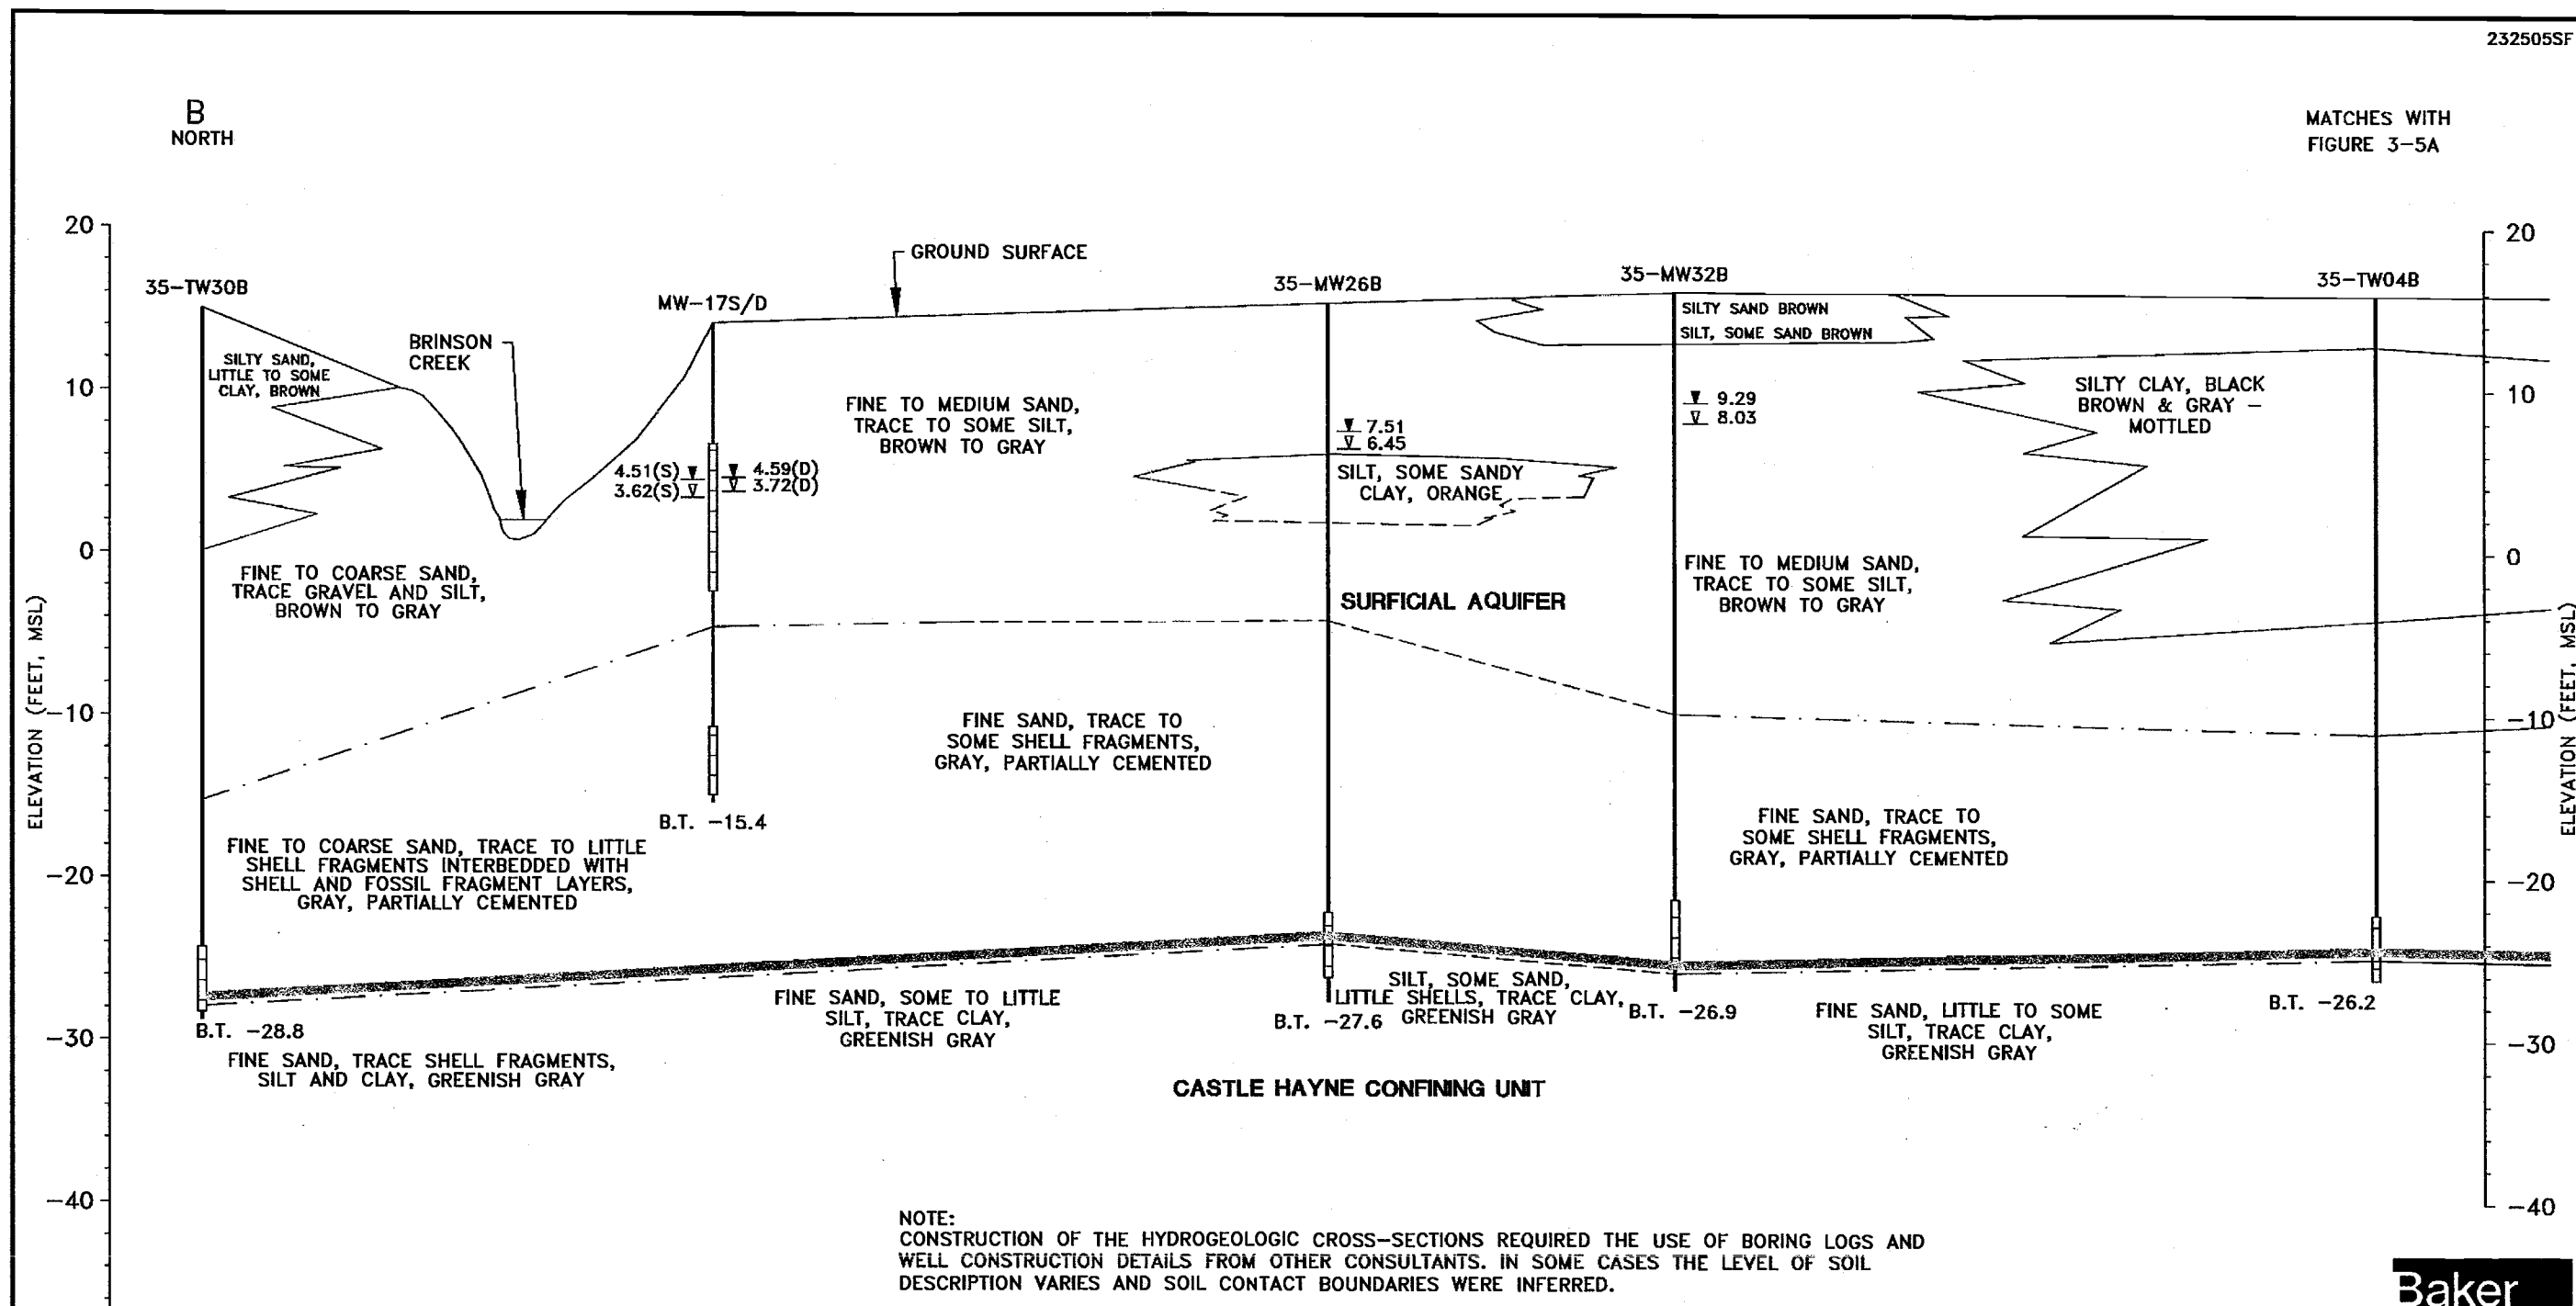 232505SF
B
NORTH
MATCHES WITH
FIGURE 3-5A
20
10
0
-10
-20
-30
-40
ELEVATION (FEET, MSL)
35-TW30B
SILTY SAND,
LITTLE TO SOME
CLAY, BROWN
BRINSON
CREEK
MW-17S/D
GROUND SURFACE
35-MW26B
35-MW32B
35-TW04B
SILTY SAND BROWN
SILT, SOME SAND BROWN
FINE TO MEDIUM SAND,
TRACE TO SOME SILT,
BROWN TO GRAY
7.51
6.45
9.29
8.03
SILTY CLAY, BLACK
BROWN & GRAY -
MOTTLED
4.51(S)
3.62(S)
4.59(D)
3.72(D)
SILT, SOME SANDY
CLAY, ORANGE
FINE TO COARSE SAND,
TRACE GRAVEL AND SILT,
BROWN TO GRAY
SURFICIAL AQUIFER
FINE TO MEDIUM SAND,
TRACE TO SOME SILT,
BROWN TO GRAY
FINE SAND, TRACE TO
SOME SHELL FRAGMENTS,
GRAY, PARTIALLY CEMENTED
B.T. -15.4
FINE TO COARSE SAND, TRACE TO LITTLE
SHELL FRAGMENTS INTERBEDDED WITH
SHELL AND FOSSIL FRAGMENT LAYERS,
GRAY, PARTIALLY CEMENTED
FINE SAND, TRACE TO
SOME SHELL FRAGMENTS,
GRAY, PARTIALLY CEMENTED
B.T. -28.8
FINE SAND, TRACE SHELL FRAGMENTS,
SILT AND CLAY, GREENISH GRAY
FINE SAND, SOME TO LITTLE
SILT, TRACE CLAY,
GREENISH GRAY
B.T. -27.6
SILT, SOME SAND,
LITTLE SHELLS, TRACE CLAY,
GREENISH GRAY
B.T. -26.9
FINE SAND, LITTLE TO SOME
SILT, TRACE CLAY,
GREENISH GRAY
B.T. -26.2
CASTLE HAYNE CONFINING UNIT
20
10
0
-10
-20
-30
-40
ELEVATION (FEET, MSL)
NOTE:
CONSTRUCTION OF THE HYDROGEOLOGIC CROSS-SECTIONS REQUIRED THE USE OF BORING LOGS AND
WELL CONSTRUCTION DETAILS FROM OTHER CONSULTANTS. IN SOME CASES THE LEVEL OF SOIL
DESCRIPTION VARIES AND SOIL CONTACT BOUNDARIES WERE INFERRED.
Baker